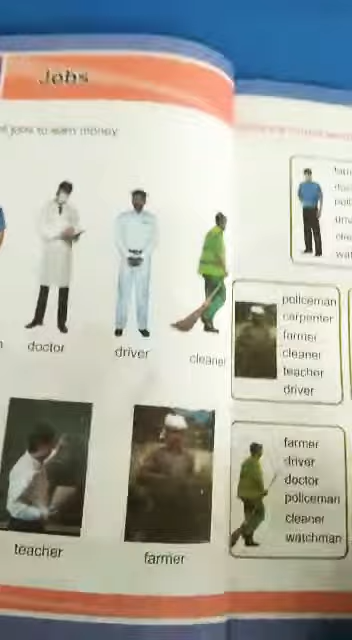 Jobs
jobs to earn money
doctor
driver
cleaner
teacher
farmer
policeman
carpenter
farmer
cleaner
teacher
driver
farmer
driver
doctor
policeman
cleaner
watchman